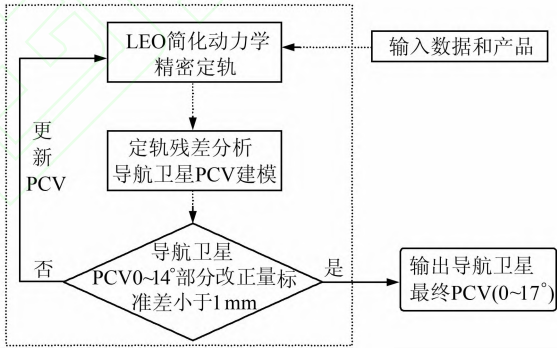 LEO简化动力学
精密定轨
输入数据和产品
更
新
PCV
定轨残差分析
导航卫星PCV建模
导航卫星
PCV0~14°部分改正量标
准差小于1 mm
否
是
输出导航卫星
最终PCV(0~17°)